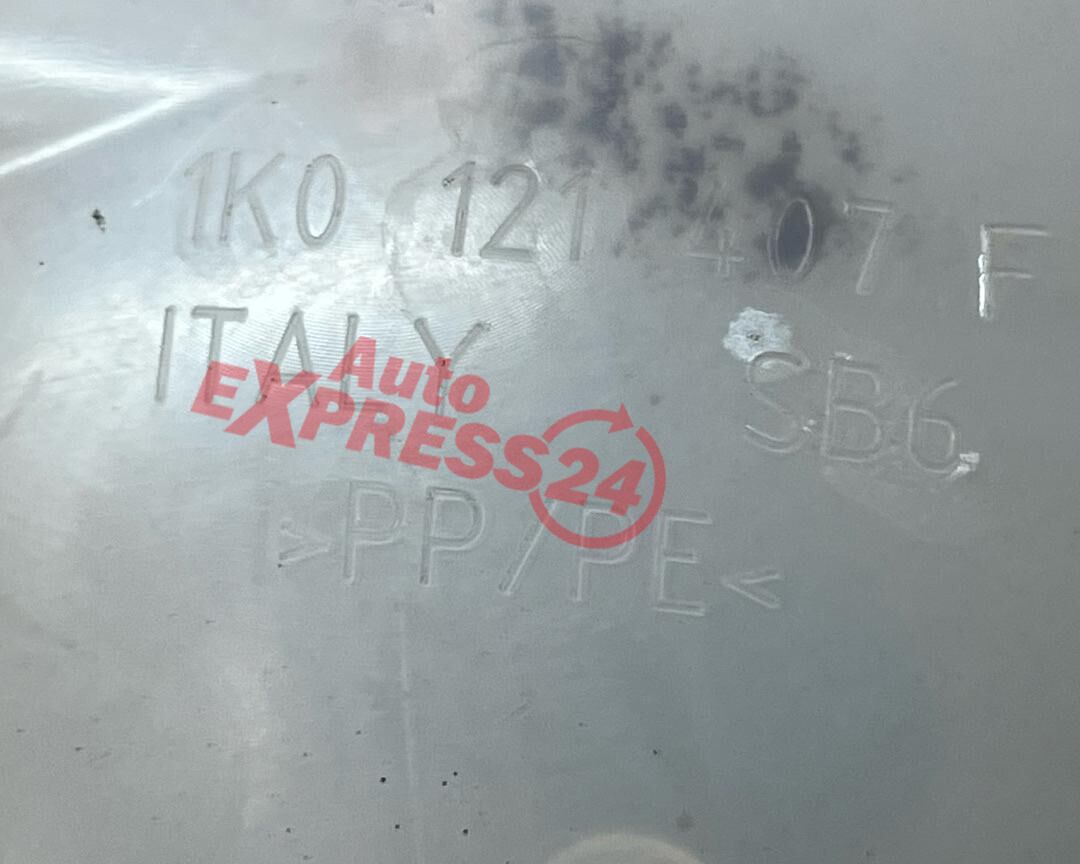 1K0 121 407 F
ITALY SB6
Auto
EXPRESS24
>PP/PE<